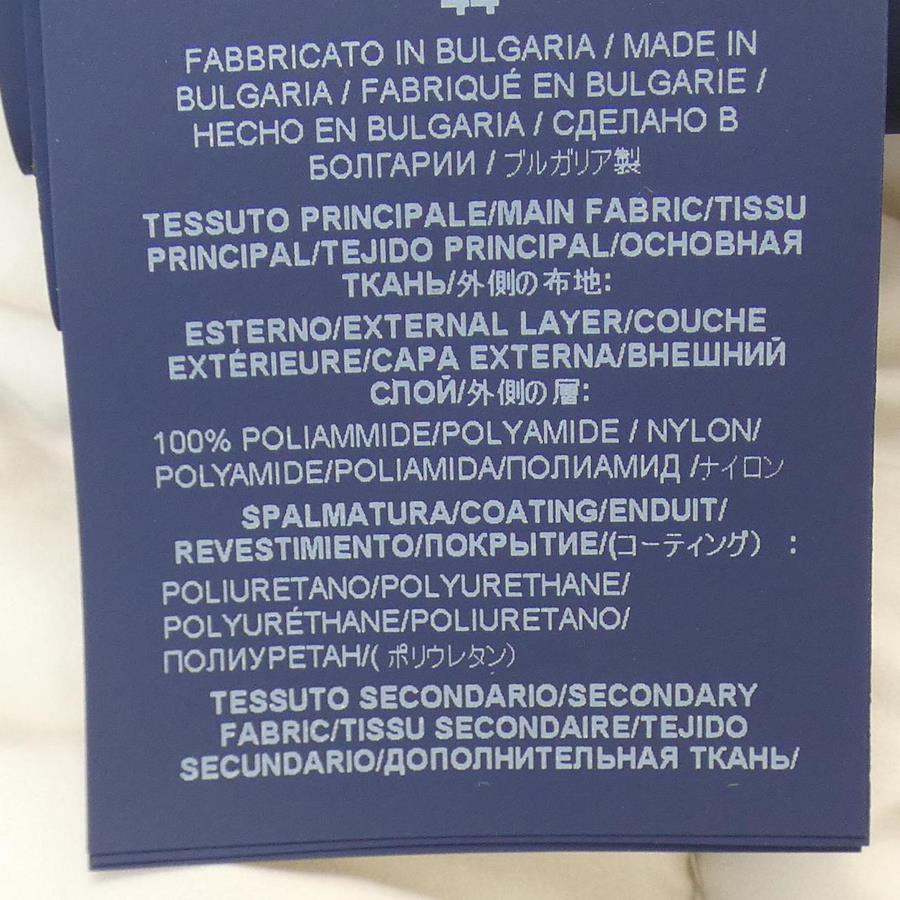 44
FABBRICATO IN BULGARIA / MADE IN
BULGARIA / FABRIQUÉ EN BULGARIE /
HECHO EN BULGARIA / СДЕЛАНО В
БОЛГАРИИ / ブルガリア製
TESSUTO PRINCIPALE/MAIN FABRIC/TISSU
PRINCIPAL/TEJIDO PRINCIPAL/ОСНОВНАЯ
ТКАНЬ/外側の布地:
ESTERNO/EXTERNAL LAYER/COUCHE
EXTÉRIEURE/CAPA EXTERNA/ВНЕШНИЙ
СЛОЙ/外側の層:
100% POLIAMMIDE/POLYAMIDE / NYLON/
POLYAMIDE/POLIAMIDA/ПОЛИАМИД /ナイロン
SPALMATURA/COATING/ENDUIT/
REVESTIMIENTO/ПОКРЫТИЕ/(コーティング) :
POLIURETANO/POLYURETHANE/
POLYURÉTHANE/POLIURETANO/
ПОЛИУРЕТАН/( ポリウレタン)
TESSUTO SECONDARIO/SECONDARY
FABRIC/TISSU SECONDAIRE/TEJIDO
SECUNDARIO/ДОПОЛНИТЕЛЬНАЯ ТКАНЬ/